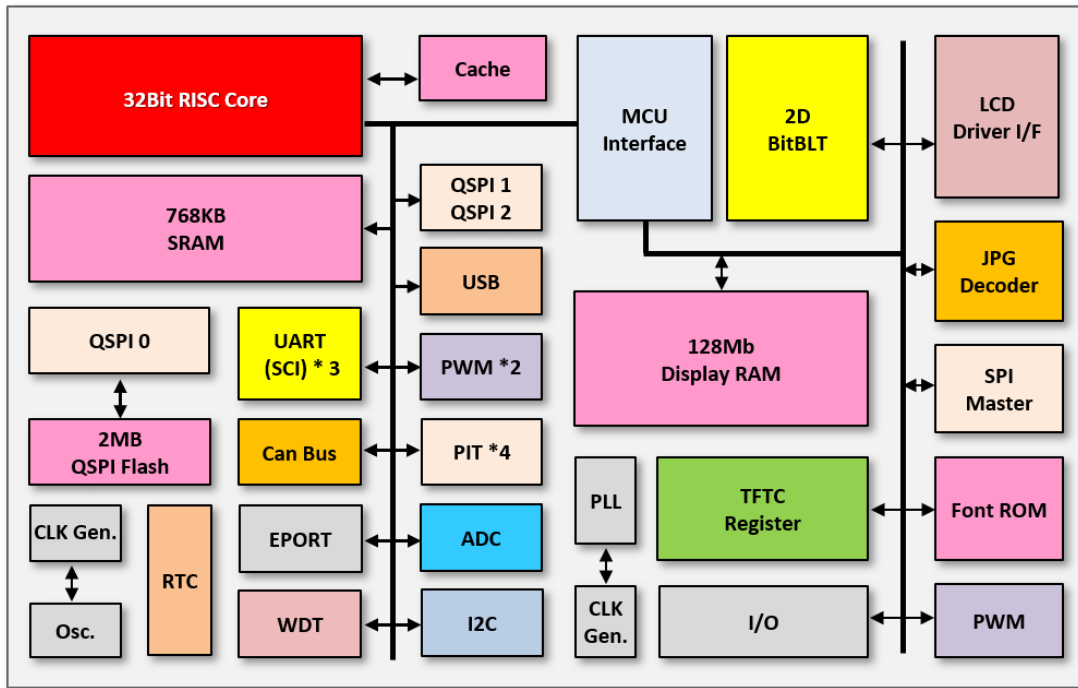 32Bit RISC Core
Cache
768KB
SRAM
QSPI 1
QSPI 2
USB
QSPI 0
UART
(SCI) * 3
PWM *2
2MB
QSPI Flash
Can Bus
PIT *4
CLK Gen.
RTC
EPORT
ADC
Osc.
WDT
I2C
MCU
Interface
2D
BitBLT
LCD
Driver I/F
JPG
Decoder
128Mb
Display RAM
SPI
Master
PLL
TFTC
Register
Font ROM
CLK
Gen.
I/O
PWM